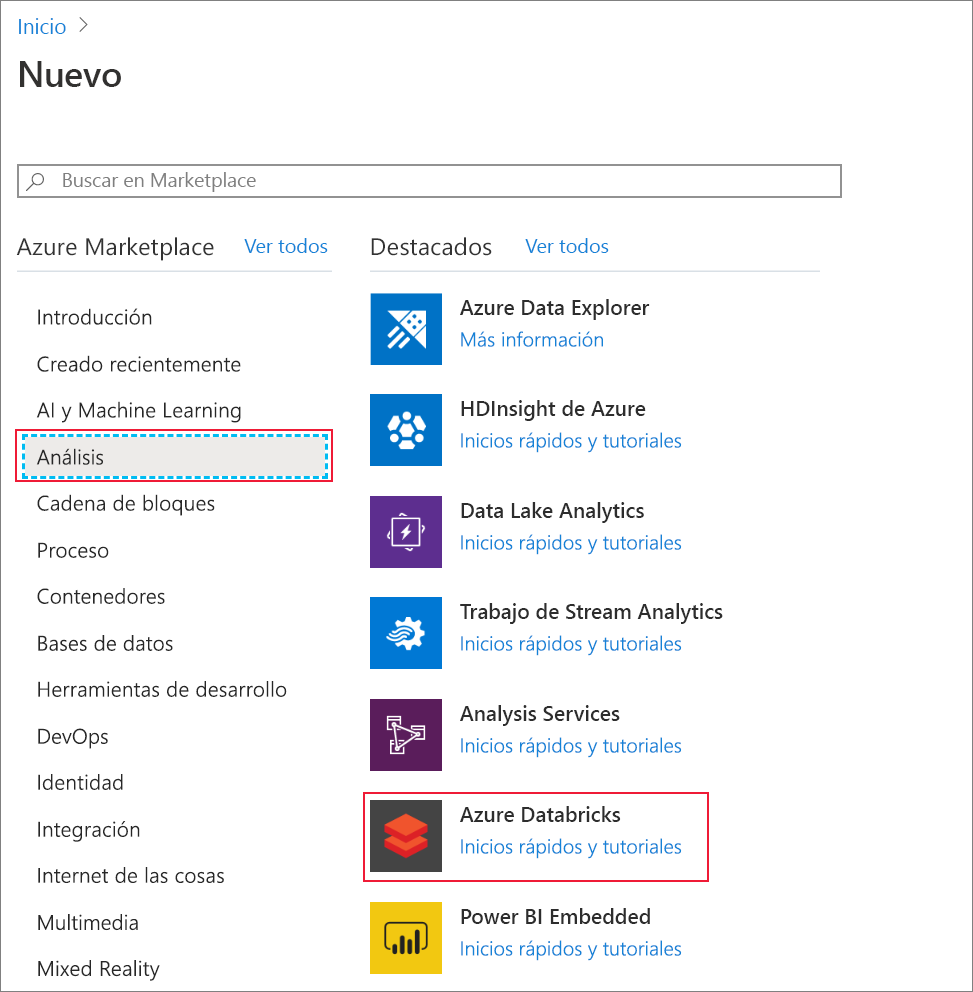 Inicio
Nuevo
Buscar en Marketplace
Azure Marketplace Ver todos
Introducción
Creado recientemente
AI y Machine Learning
Análisis
Cadena de bloques
Proceso
Contenedores
Bases de datos
Herramientas de desarrollo
DevOps
Identidad
Integración
Internet de las cosas
Multimedia
Mixed Reality
Destacados Ver todos
Azure Data Explorer
Más información
HDInsight de Azure
Inicios rápidos y tutoriales
Data Lake Analytics
Inicios rápidos y tutoriales
Trabajo de Stream Analytics
Inicios rápidos y tutoriales
Analysis Services
Inicios rápidos y tutoriales
Azure Databricks
Inicios rápidos y tutoriales
Power BI Embedded
Inicios rápidos y tutoriales